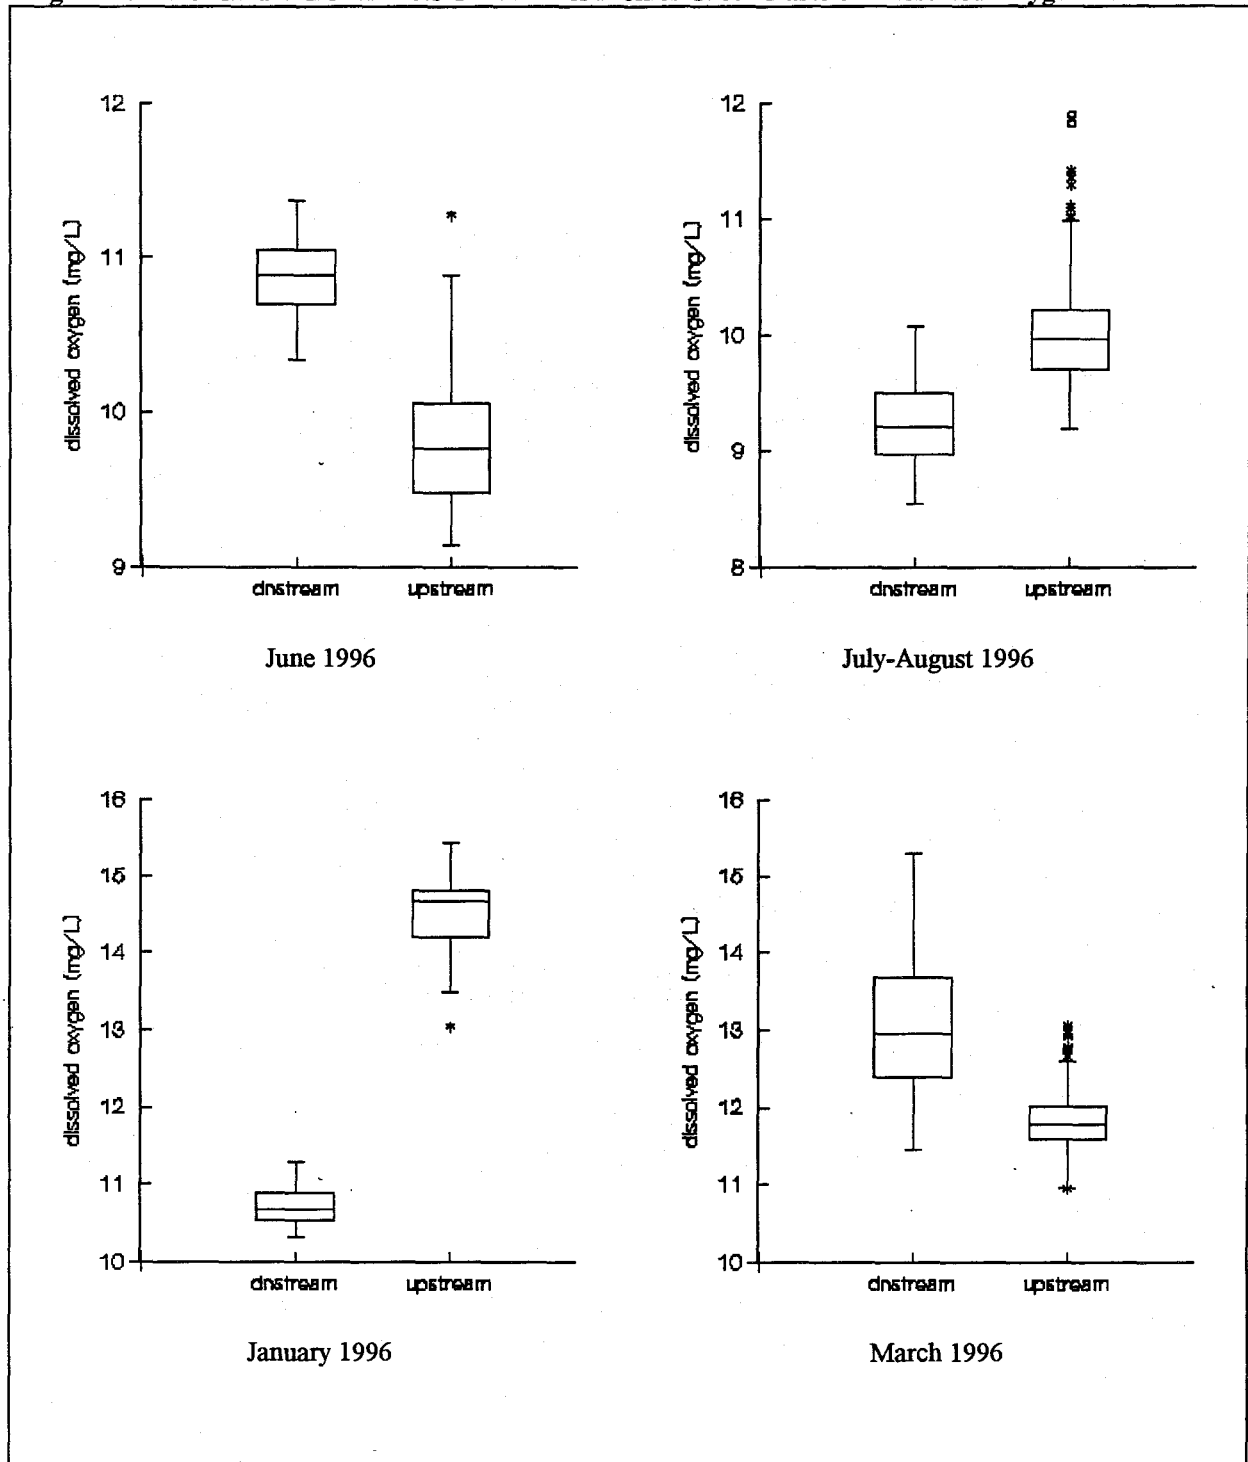 12
11
10
9
dissolved oxygen (mg/L)
dnstream upstream
June 1996
12
11
10
9
8
dissolved oxygen (mg/L)
dnstream upstream
July-August 1996
16
15
14
13
12
11
10
dissolved oxygen (mg/L)
dnstream upstream
January 1996
16
15
14
13
12
11
10
dissolved oxygen (mg/L)
dnstream upstream
March 1996